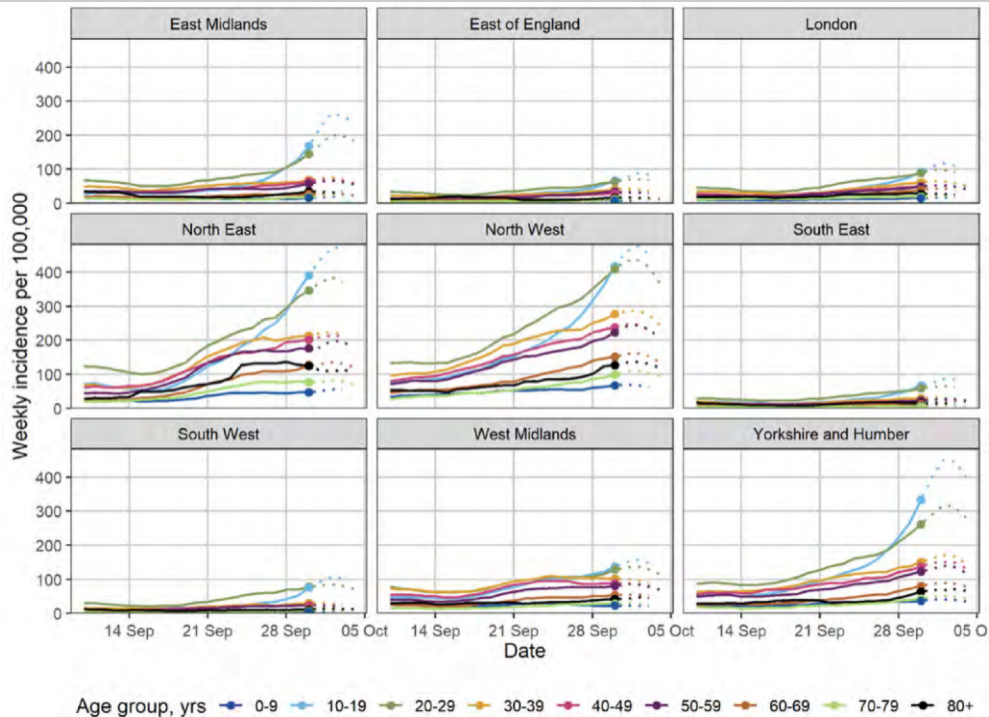 East Midlands
East of England
London
400
300
200
100
0
North East
North West
South East
400
300
200
100
0
South West
West Midlands
Yorkshire and Humber
400
300
200
100
0
14 Sep 21 Sep 28 Sep 05 Oct 14 Sep 21 Sep 28 Sep 05 Oct 14 Sep 21 Sep 28 Sep 05 O
Weekly incidence per 100,000
Date
Age group, yrs 0-9 10-19 20-29 30-39 40-49 50-59 60-69 70-79 80+